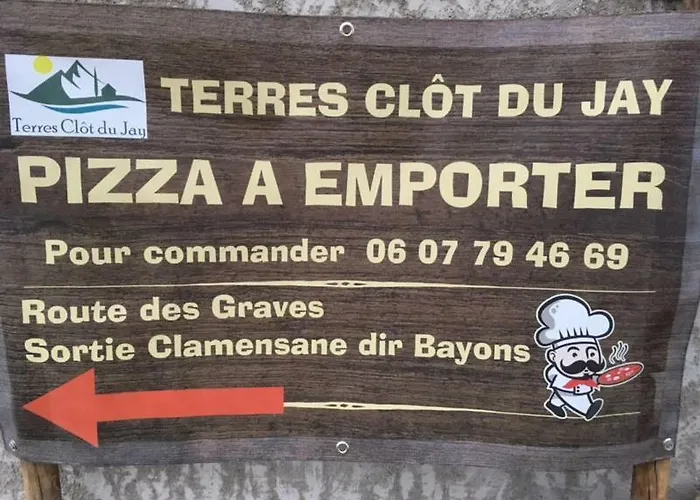 Terres Clôt du Jay
TERRES CLÔT DU JAY
PIZZA A EMPORTER
Pour commander 06 07 79 46 69
Route des Graves
Sortie Clamensane dir Bayons